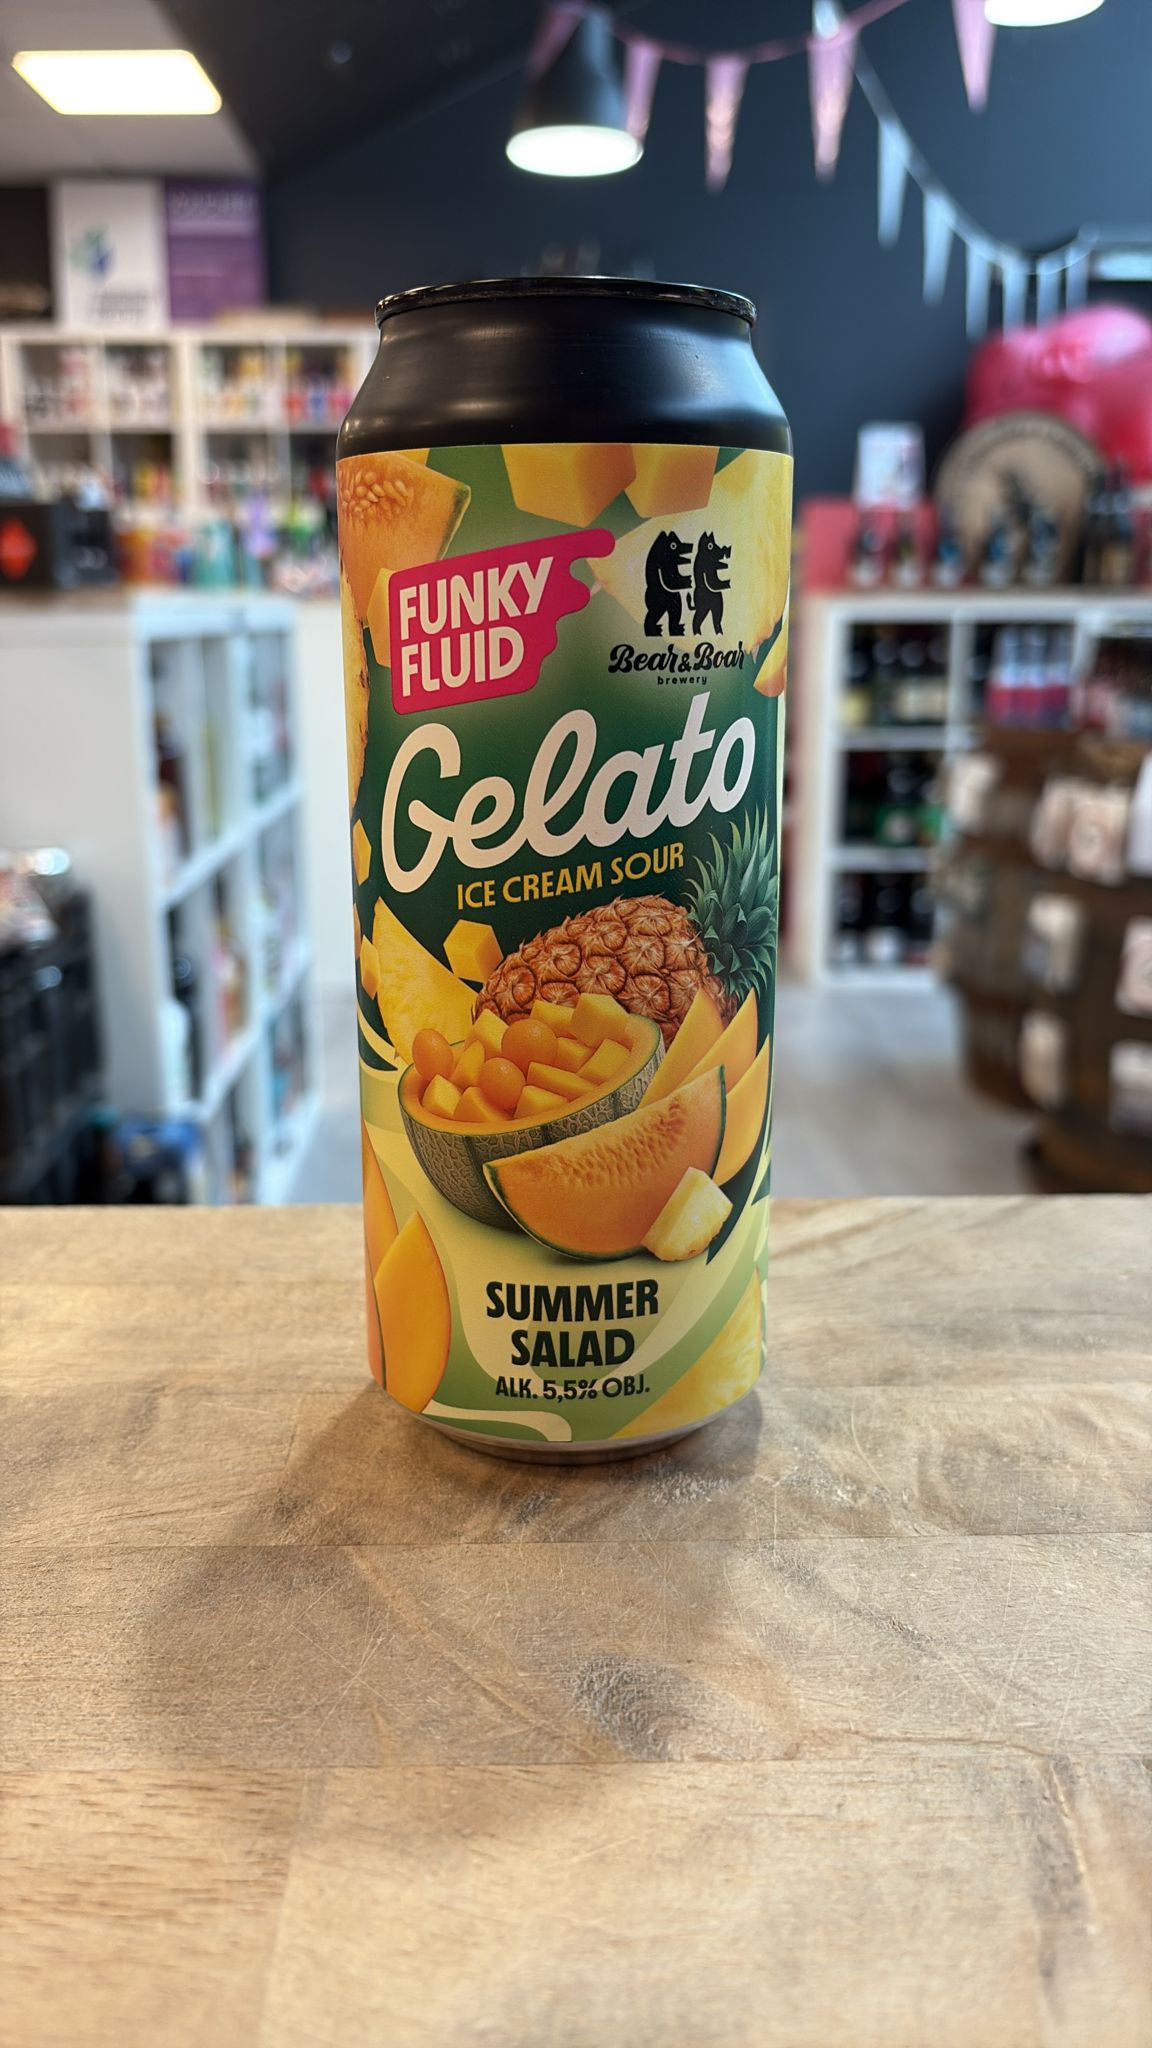 FUNKY
FLUID
Bear & Boar
brewery
Gelato
ICE CREAM SOUR
SUMMER
SALAD
ALK. 5,5% OBJ.